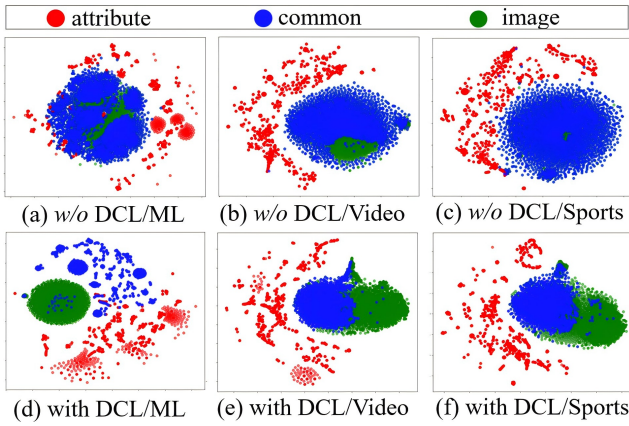 attribute common image
(a) w/o DCL/ML (b) w/o DCL/Video (c) w/o DCL/Sports
(d) with DCL/ML (e) with DCL/Video (f) with DCL/Sports